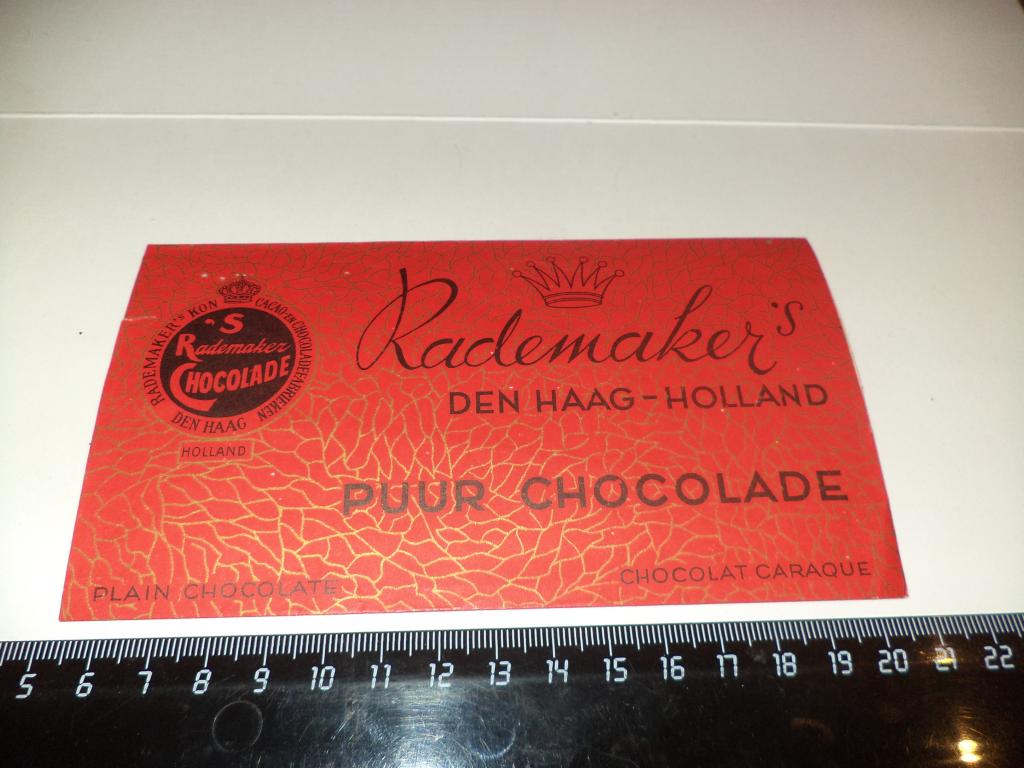 RADEMAKER'S KON CACAO-EN CHOCOLADEFABRIEKEN
'S
Rademaker
CHOCOLADE
DEN HAAG
HOLLAND
Rademaker's
DEN HAAG-HOLLAND
PUUR CHOCOLADE
PLAIN CHOCOLATE
CHOCOLAT CARAQUE
5 6 7 8 9 10 11 12 13 14 15 16 17 18 19 20 21 22